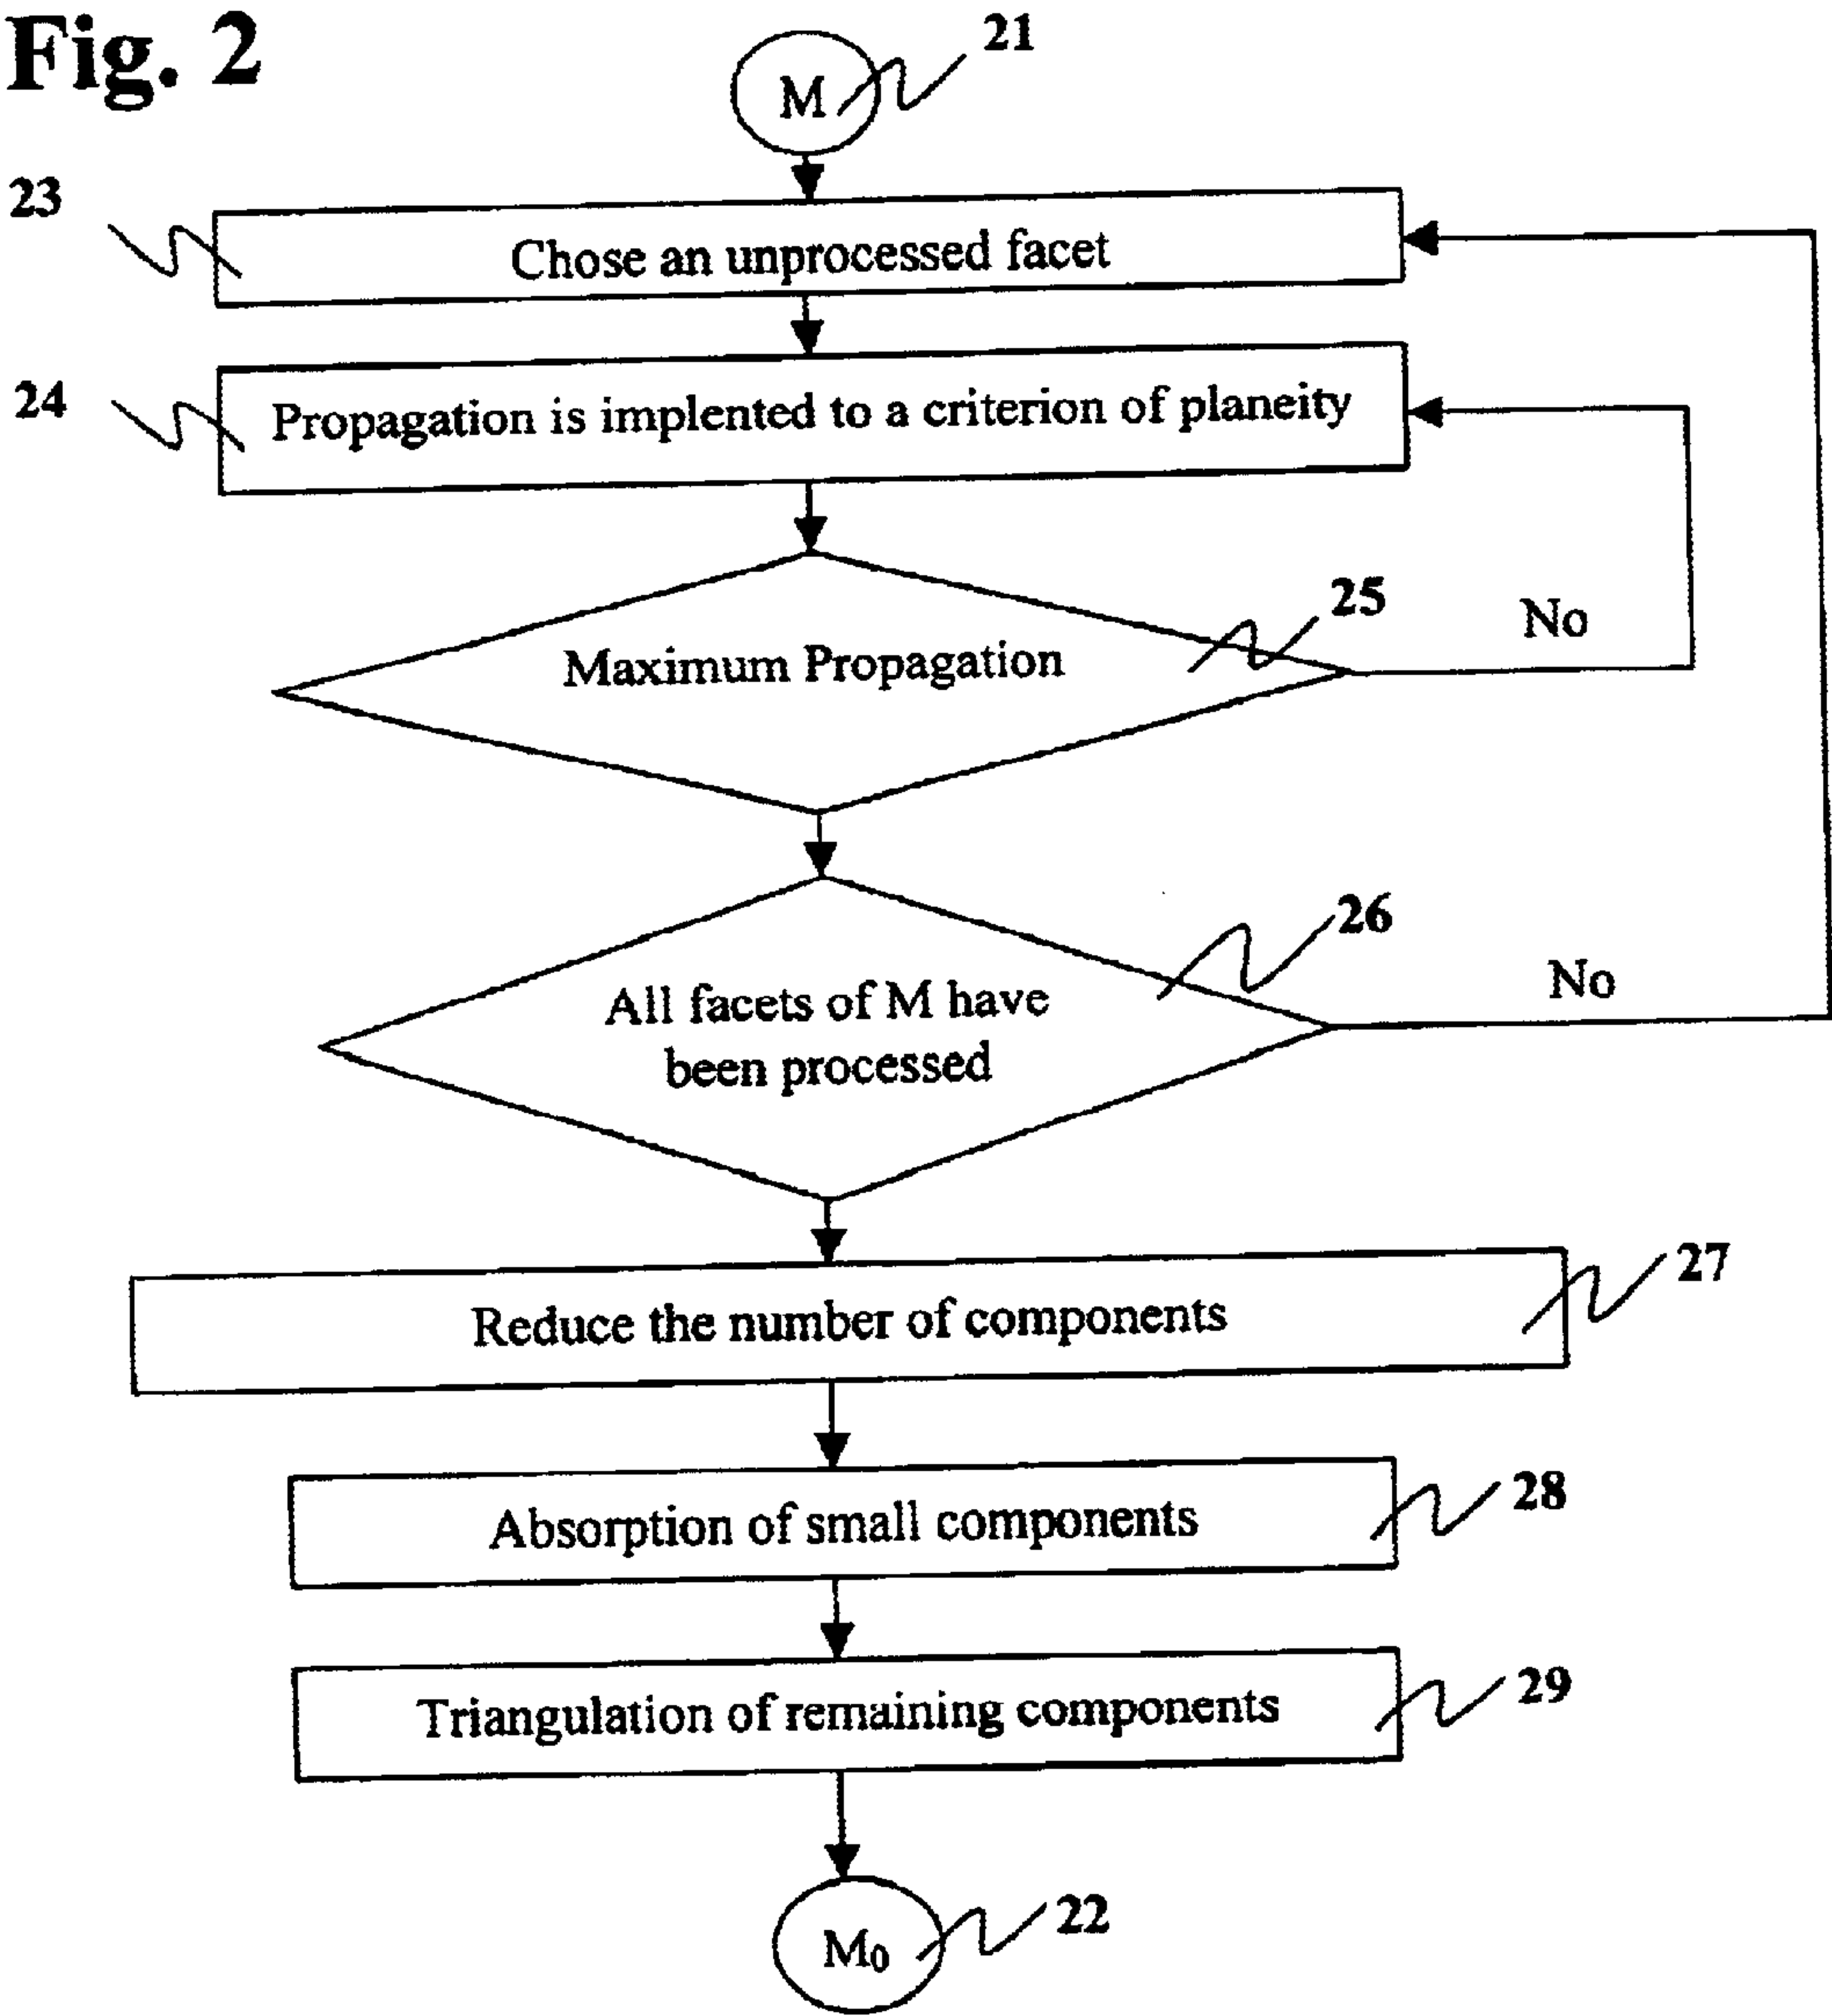 Fig. 2
21
M
23
Chose an unprocessed facet
24
Propagation is implented to a criterion of planeity
25
No
Maximum Propagation
26
No
All facets of M have
been processed
27
Reduce the number of components
28
Absorption of small components
29
Triangulation of remaining components
22
M₀